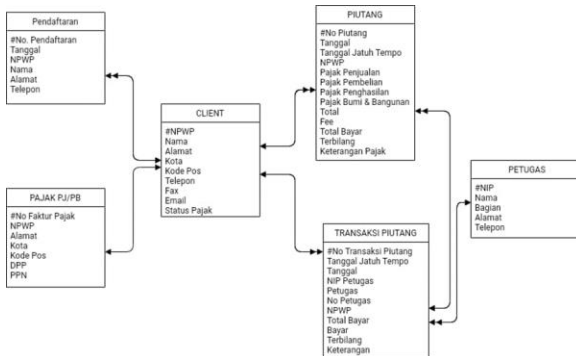 Pendaftaran
#No. Pendaftaran
Tanggal
NPWP
Nama
Alamat
Telepon
PAJAK PJ/PB
#No Faktur Pajak
NPWP
Alamat
Kota
Kode Pos
DPP
PPN
CLIENT
#NPWP
Nama
Alamat
Kota
Kode Pos
Telepon
Fax
Email
Status Pajak
PIUTANG
#No Piutang
Tanggal
Tanggal Jatuh Tempo
NPWP
Pajak Penjualan
Pajak Pembelian
Pajak Penghasilan
Pajak Bumi & Bangunan
Total
Fee
Total Bayar
Terbilang
Keterangan Pajak
TRANSAKSI PIUTANG
#No Transaksi Piutang
Tanggal Jatuh Tempo
Tanggal
NIP Petugas
Petugas
No Petugas
NPWP
Total Bayar
Bayar
Terbilang
Keterangan
PETUGAS
#NIP
Nama
Bagian
Alamat
Telepon